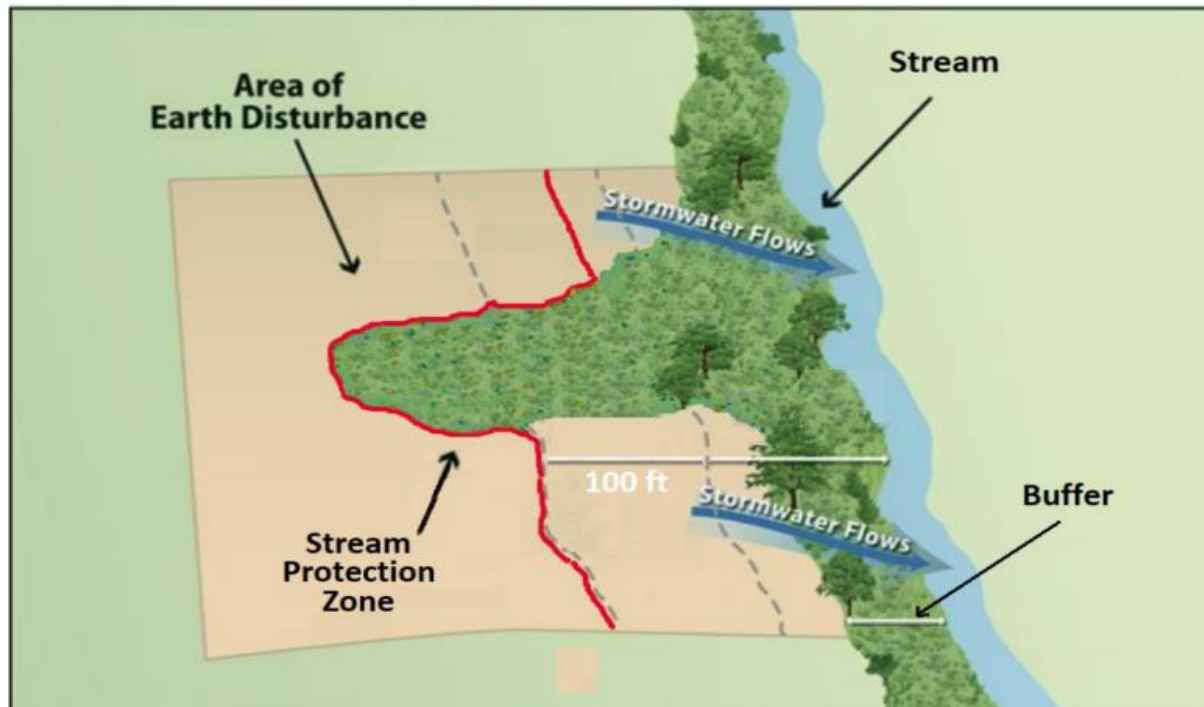 Area of
Earth Disturbance
Stream
Stormwater Flows
100 ft
Stormwater Flows
Buffer
Stream
Protection
Zone